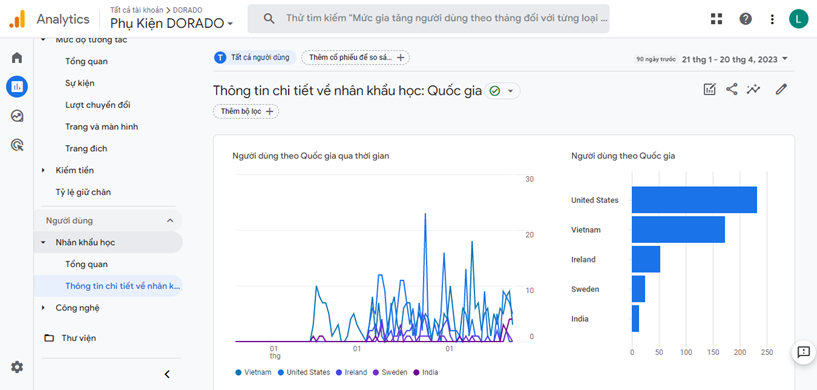 Analytics
Tất cả tài khoản > DORADO
Phụ Kiện DORADO
Thử tìm kiếm "Mức gia tăng người dùng theo tháng đối với từng loại ...
L
Mức độ tương tác
Tổng quan
Sự kiện
Lượt chuyển đổi
Trang và màn hình
Trang đích
Kiếm tiền
Tỷ lệ giữ chân
Người dùng
Nhân khẩu học
Tổng quan
Thông tin chi tiết về nhân k...
Công nghệ
Thư viện
T Tất cả người dùng
Thêm cổ phiếu để so sá... +
90 ngày trước 21 thg 1 - 20 thg 4, 2023
Thông tin chi tiết về nhân khẩu học: Quốc gia
Thêm bộ lọc +
Người dùng theo Quốc gia qua thời gian
30
20
10
0
01
thg
01
01
Vietnam United States Ireland Sweden India
Người dùng theo Quốc gia
United States
Vietnam
Ireland
Sweden
India
0 50 100 150 200 250